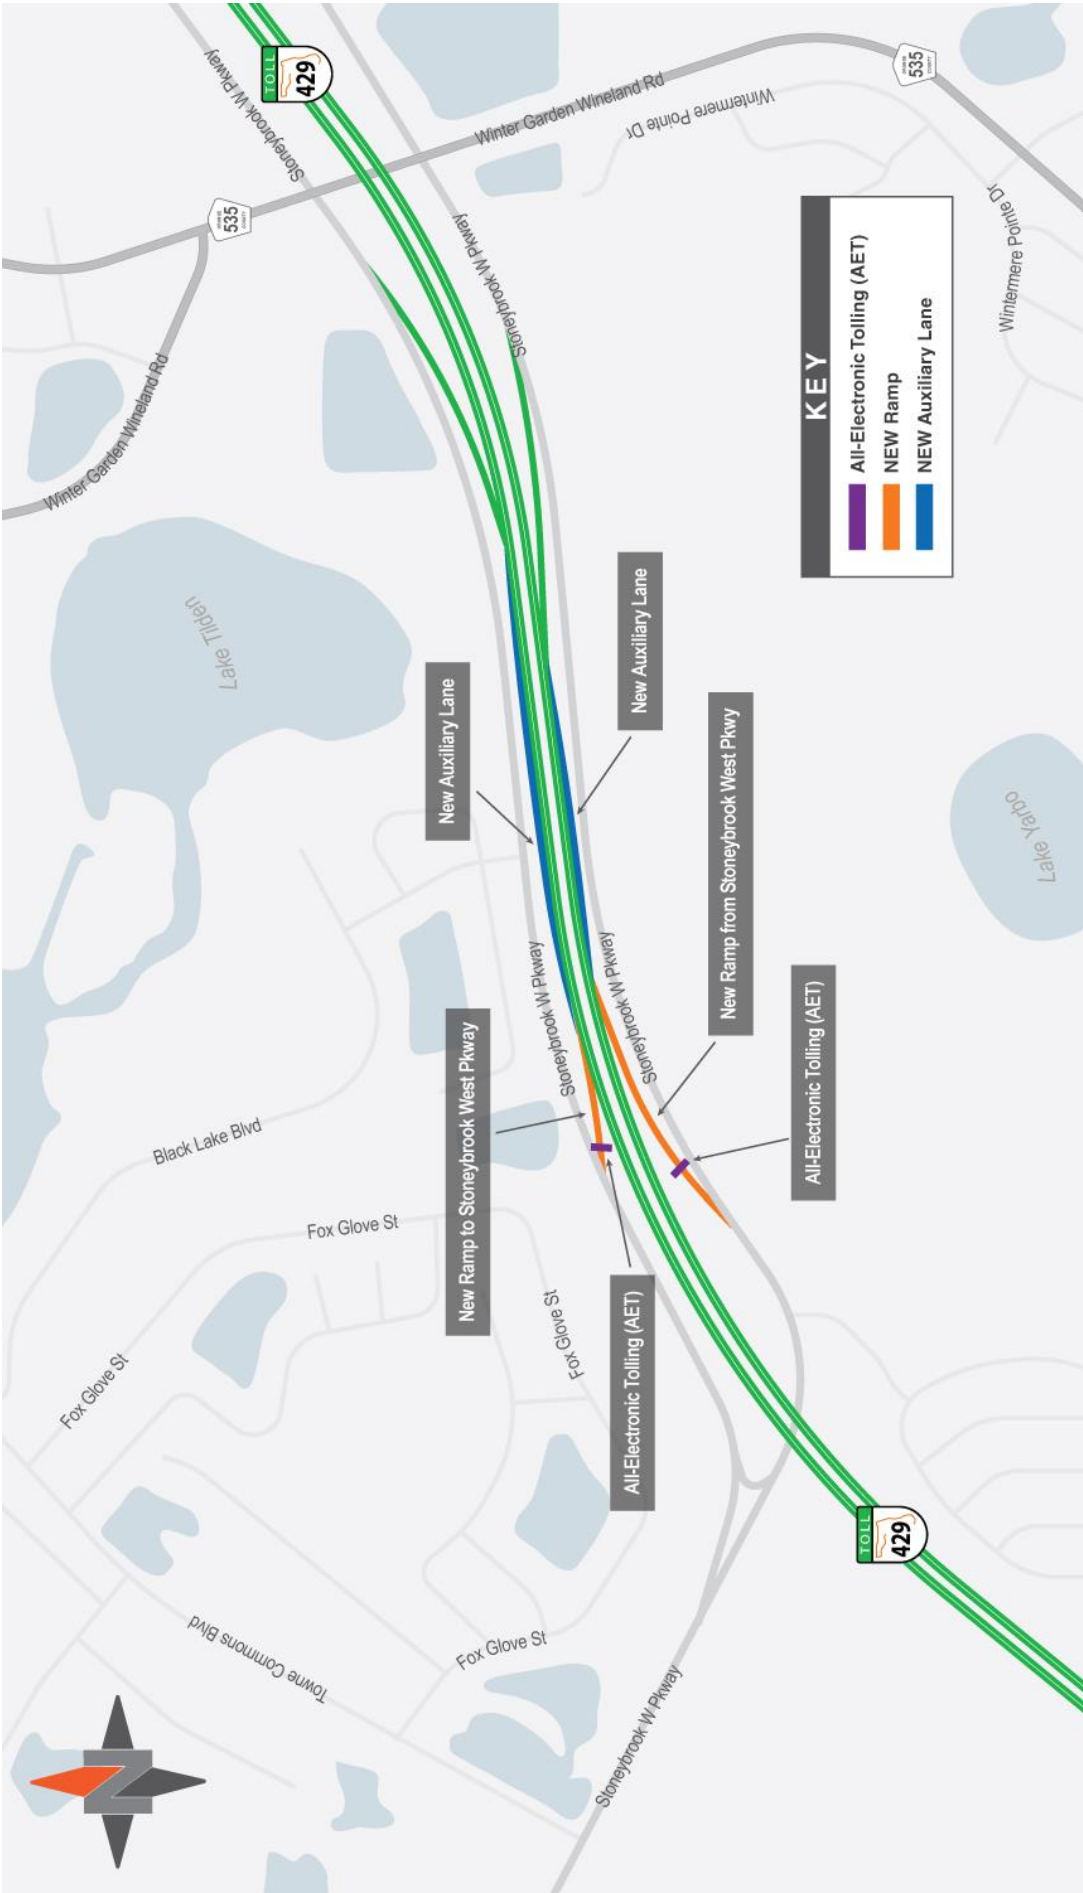 Stoneybrook W Pkway
TOLL
429
Winter Garden Wineland Rd
535
Wintermere Pointe Dr
535
Stoneybrook W Pkway
Wintermere Pointe Dr
Winter Garden Wineland Rd
KEY
All-Electronic Tolling (AET)
NEW Ramp
NEW Auxiliary Lane
Lake Tilden
New Auxiliary Lane
New Auxiliary Lane
Lake Yarbo
Stoneybrook W Pkway
Stoneybrook W Pkway
New Ramp from Stoneybrook West Pkwy
New Ramp to Stoneybrook West Pkway
All-Electronic Tolling (AET)
All-Electronic Tolling (AET)
Black Lake Blvd
Fox Glove St
Fox Glove St
Fox Glove St
Fox Glove St
Towne Commons Blvd
Stoneybrook W Pkway
TOLL
429
N